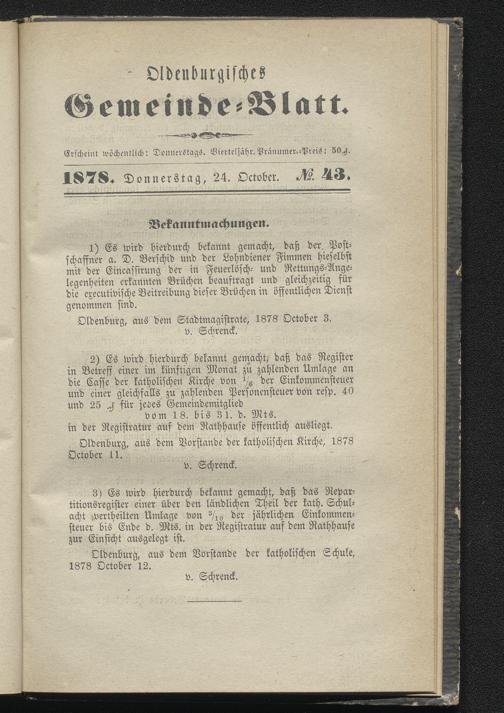 Oldenburgisches
Gemeinde-Blatt.
Erscheint wöchentlich: Donnerstags. Vierteljähr. Pränumer.-Preis: 50 ₰.
1878. Donnerstag, 24. October. № 43.
Bekanntmachungen.
1) Es wird hierdurch bekannt gemacht, daß der Post-
schaffner a. D. Verschid und der Lohndiener Fimmen hieselbst
mit der Eincassirung der in Feuerlösch- und Rettungs-Ange-
legenheiten erkannten Brüchen beauftragt und gleichzeitig für
die executivische Beitreibung dieser Brüchen in öffentlichen Dienst
genommen sind.
Oldenburg, aus dem Stadtmagistrate, 1878 October 3.
v. Schrenck.
2) Es wird hierdurch bekannt gemacht, daß das Register
in Betreff einer im künftigen Monat zu zahlenden Umlage an
die Casse der katholischen Kirche von 1/6 der Einkommensteuer
und einer gleichfalls zu zahlenden Personensteuer von resp. 40
und 25 ₰ für jedes Gemeindemitglied
vom 18. bis 31. d. Mts.
in der Registratur auf dem Rathhause öffentlich ausliegt.
Oldenburg, aus dem Vorstande der katholischen Kirche, 1878
October 11.
v. Schrenck.
3) Es wird hierdurch bekannt gemacht, daß das Repar-
titionsregister einer über den ländlichen Theil der kath. Schul-
acht vertheilten Umlage von /16 der jährlichen Einkommen-
steuer bis Ende d. Mts. in der Registratur auf dem Rathhause
zur Einsicht ausgelegt ist.
Oldenburg, aus dem Vorstande der katholischen Schule,
1878 October 12.
v. Schrenck.